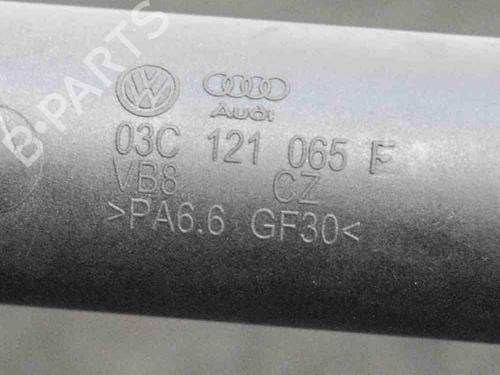 B-PARTS
Audi
03C 121 065 F
VB8 CZ
>PA6.6 GF30<